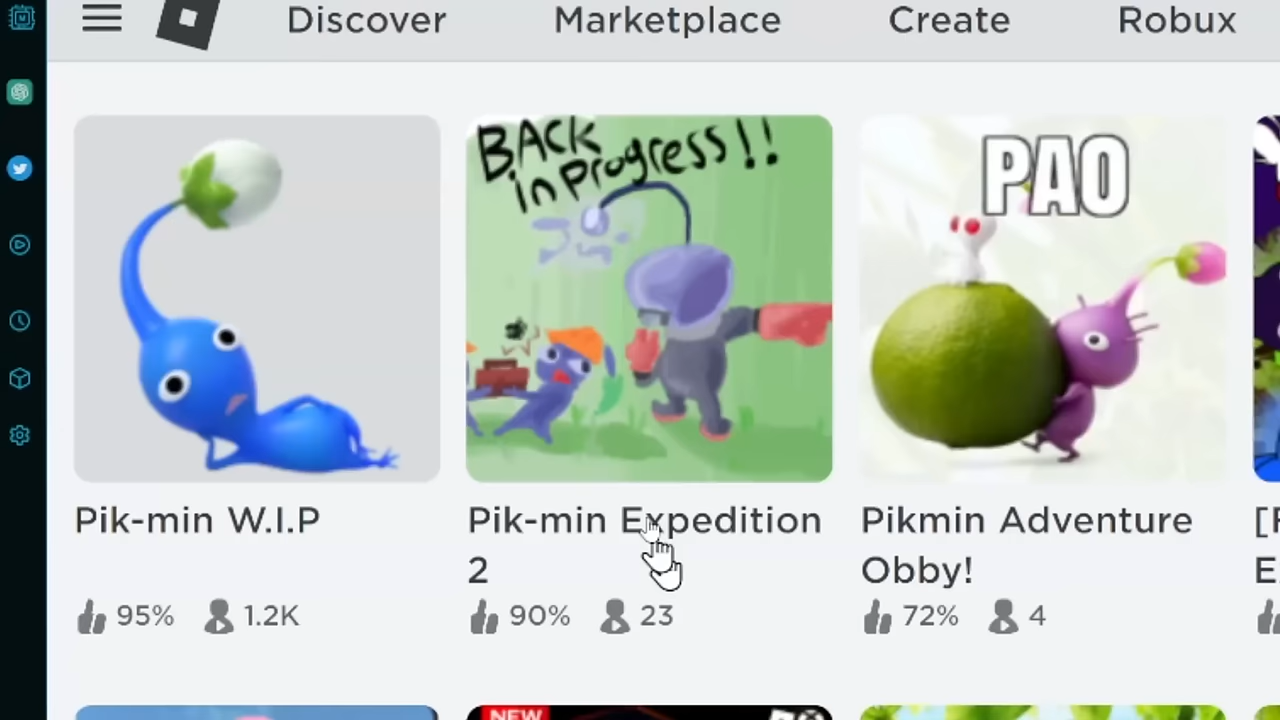 Discover Marketplace Create Robux
BACK
in Progress!!
PAO
Pik-min W.I.P
Pik-min Expedition
2
Pikmin Adventure
Obby!
95% 1.2K
90% 23
72% 4
NEW